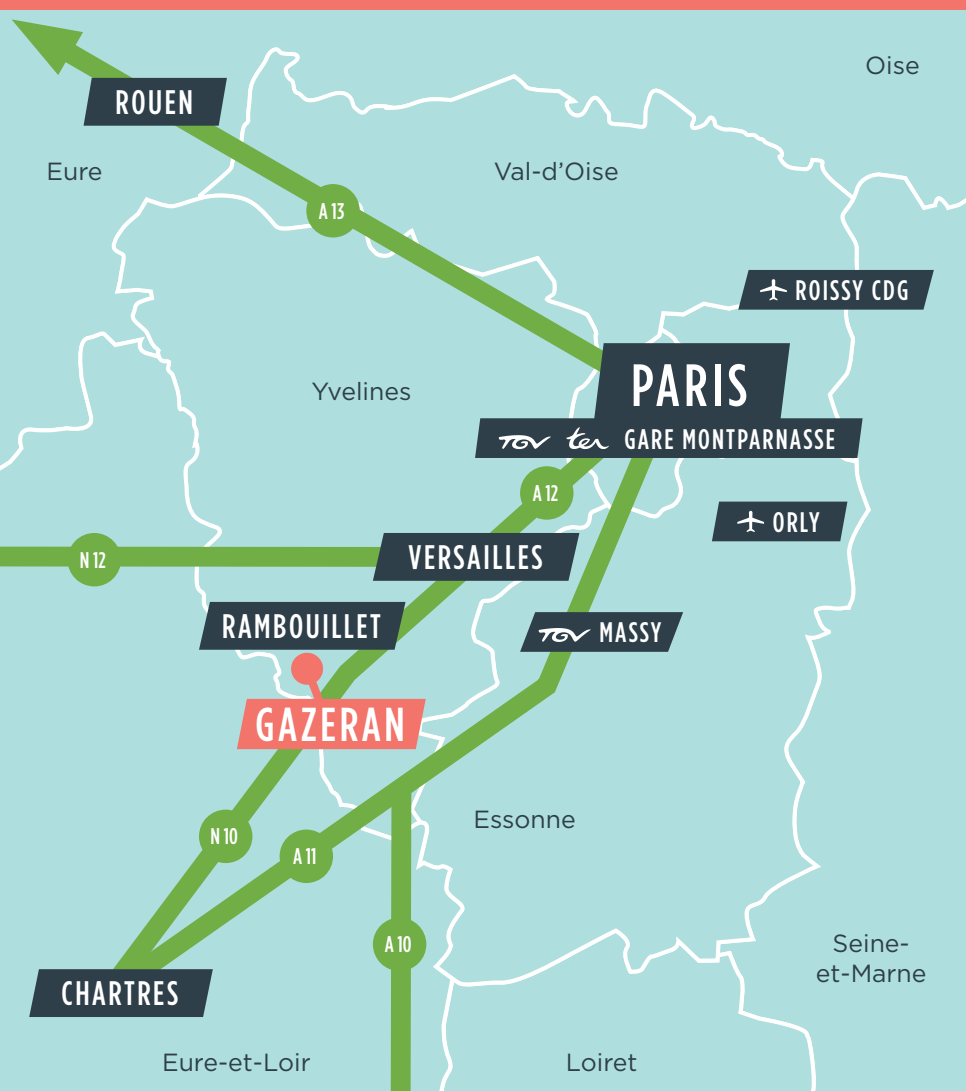 Oise
ROUEN
Eure
Val-d'Oise
A 13
ROISSY CDG
PARIS
Yvelines
TGV ter GARE MONTPARNASSE
A 12
ORLY
N 12
VERSAILLES
RAMBOUILLET
TGV MASSY
GAZERAN
Essonne
N 10
A 11
A 10
Seine-
et-Marne
CHARTRES
Eure-et-Loir
Loiret